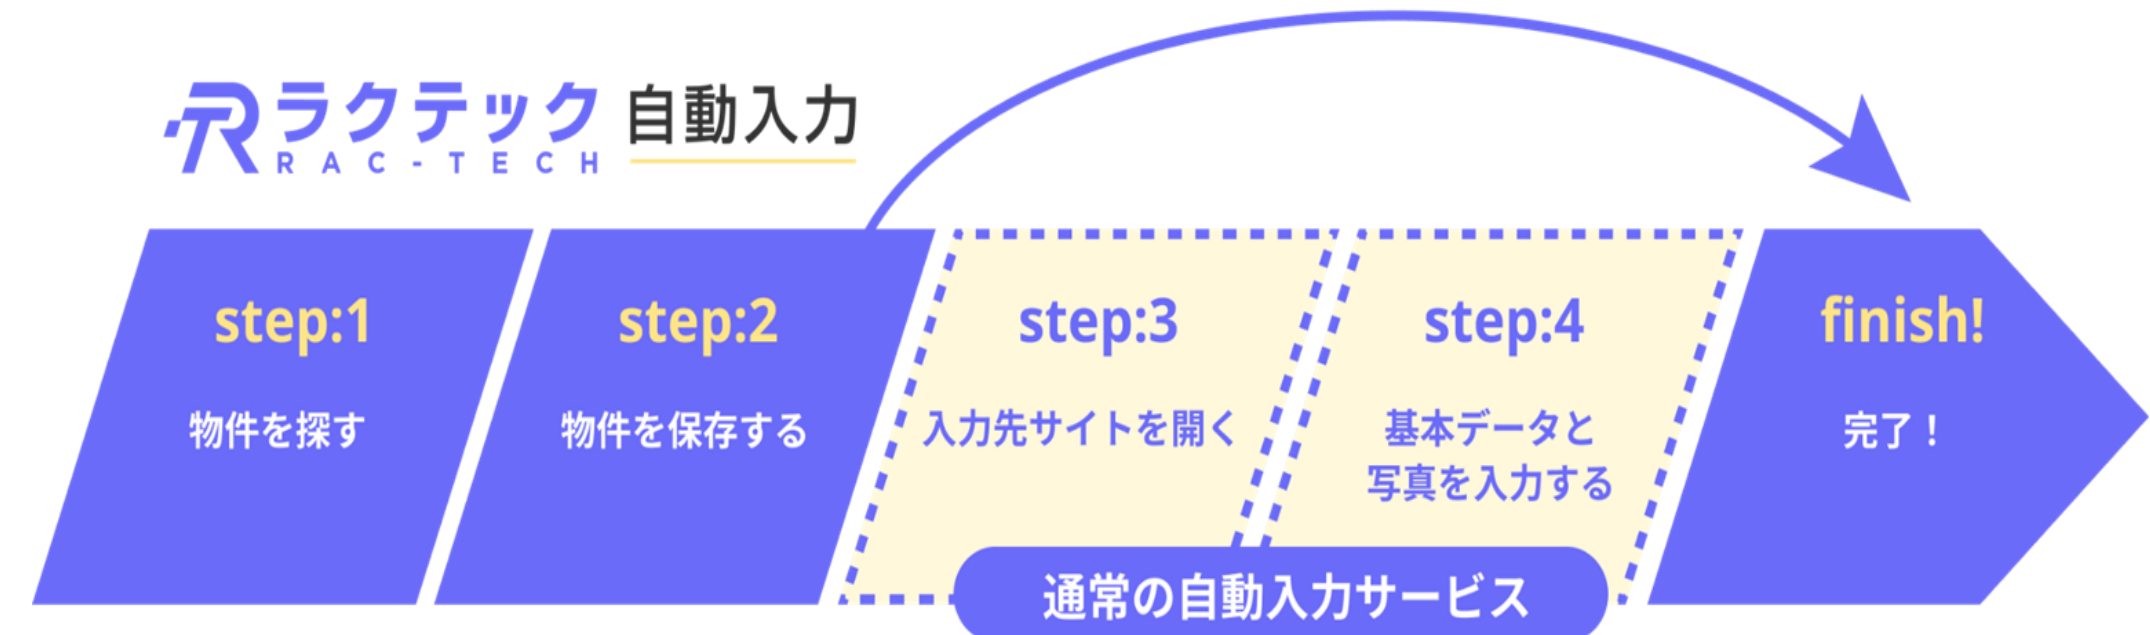 ラクテック 自動入力
RAC-TECH
step:1
物件を探す
step:2
物件を保存する
step:3
入力先サイトを開く
step:4
基本データと
写真を入力する
finish!
完了！
通常の自動入力サービス